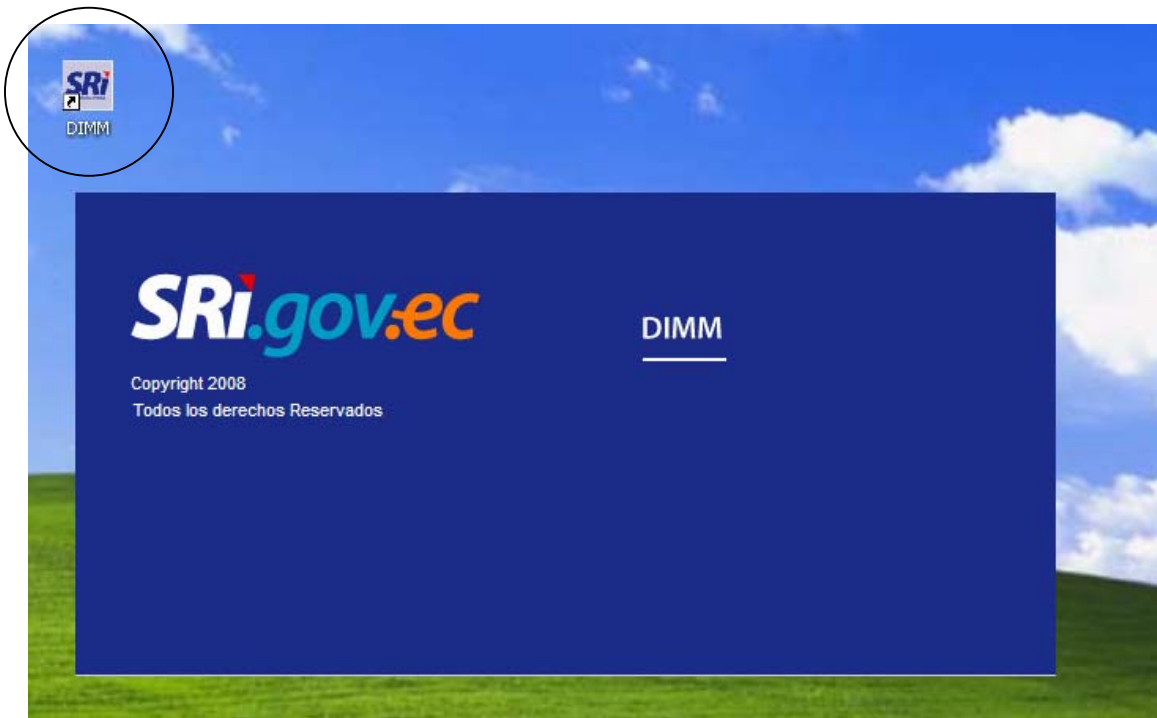 SRi
DIMM
SRi.gov.ec
DIMM
Copyright 2008
Todos los derechos Reservados